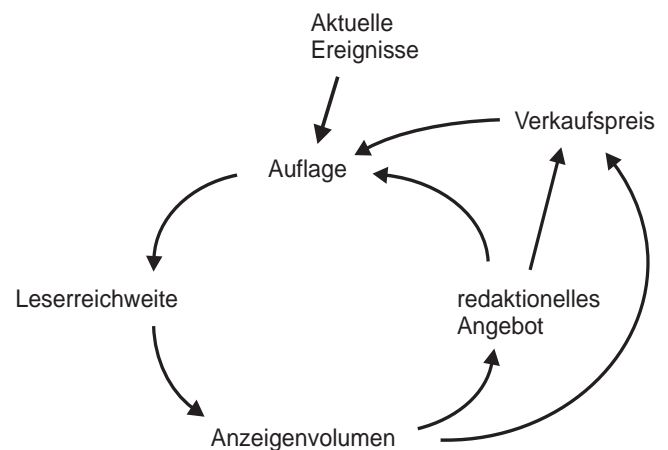 Aktuelle
Ereignisse
Verkaufspreis
Auflage
Leserreichweite
redaktionelles
Angebot
Anzeigenvolumen